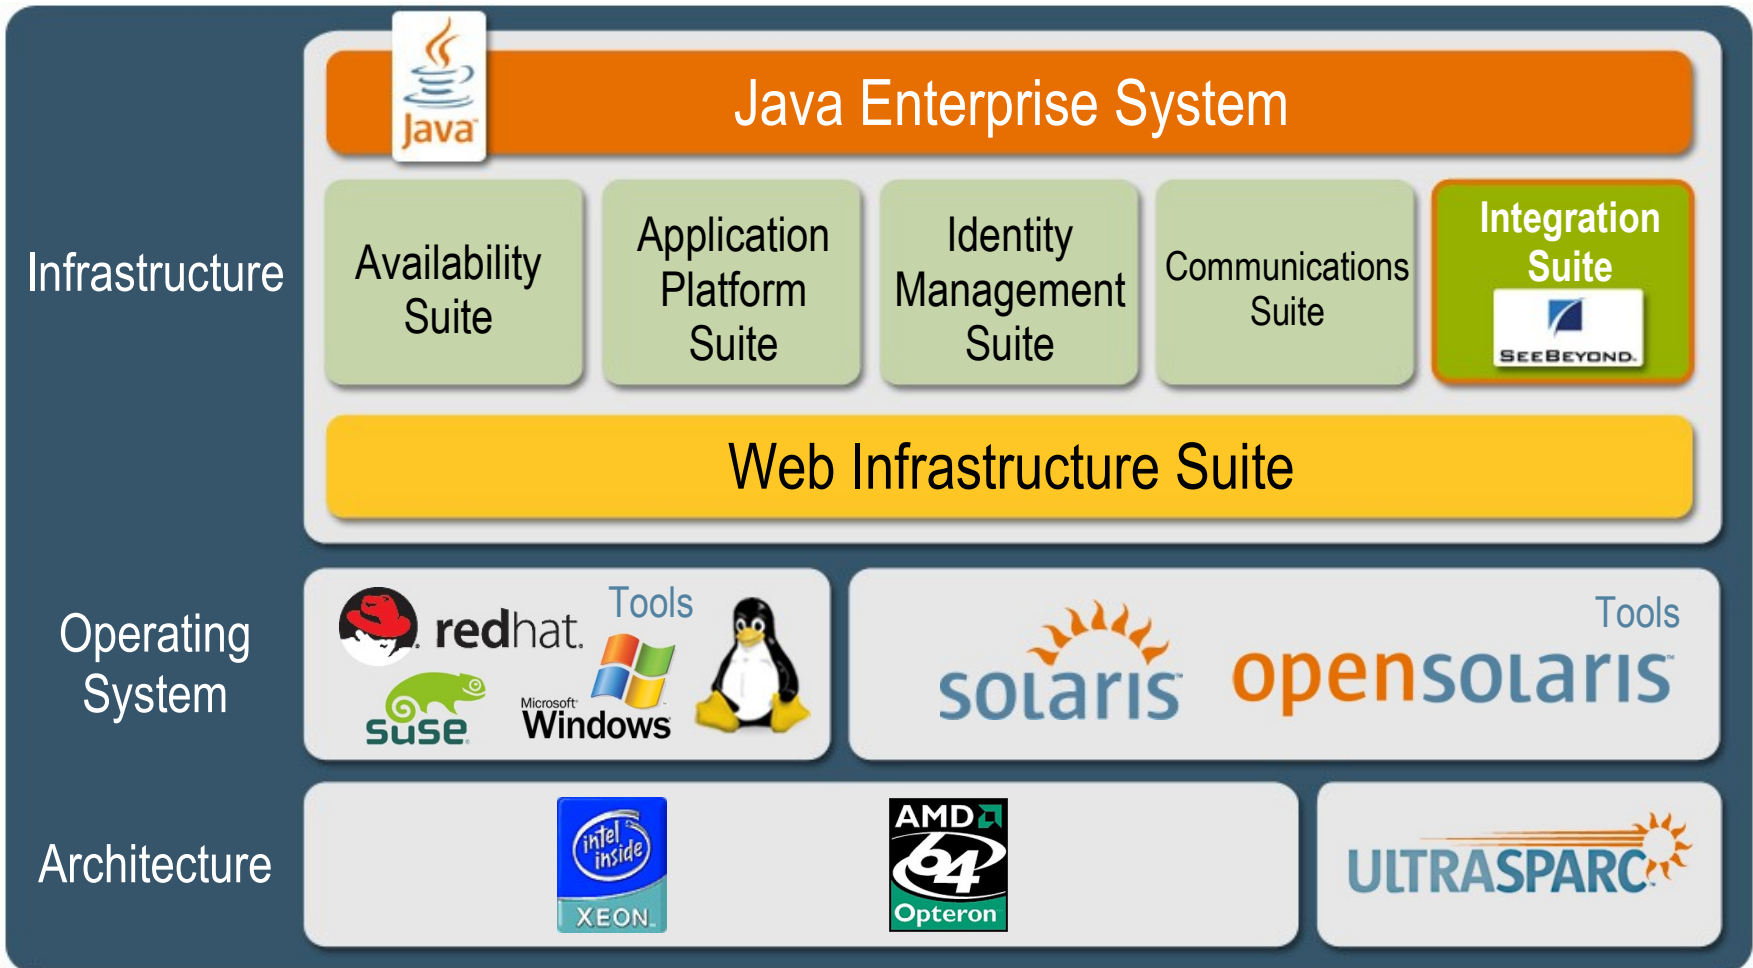 Java
Java Enterprise System
Infrastructure
Availability
Suite
Application
Platform
Suite
Identity
Management
Suite
Communications
Suite
Integration
Suite
SEEBEYOND.
Web Infrastructure Suite
Operating
System
redhat.
Tools
suse
Microsoft
Windows
solaris
Tools
opensolaris
Architecture
intel
inside
XEON
AMD
64
Opteron
ULTRASPARC